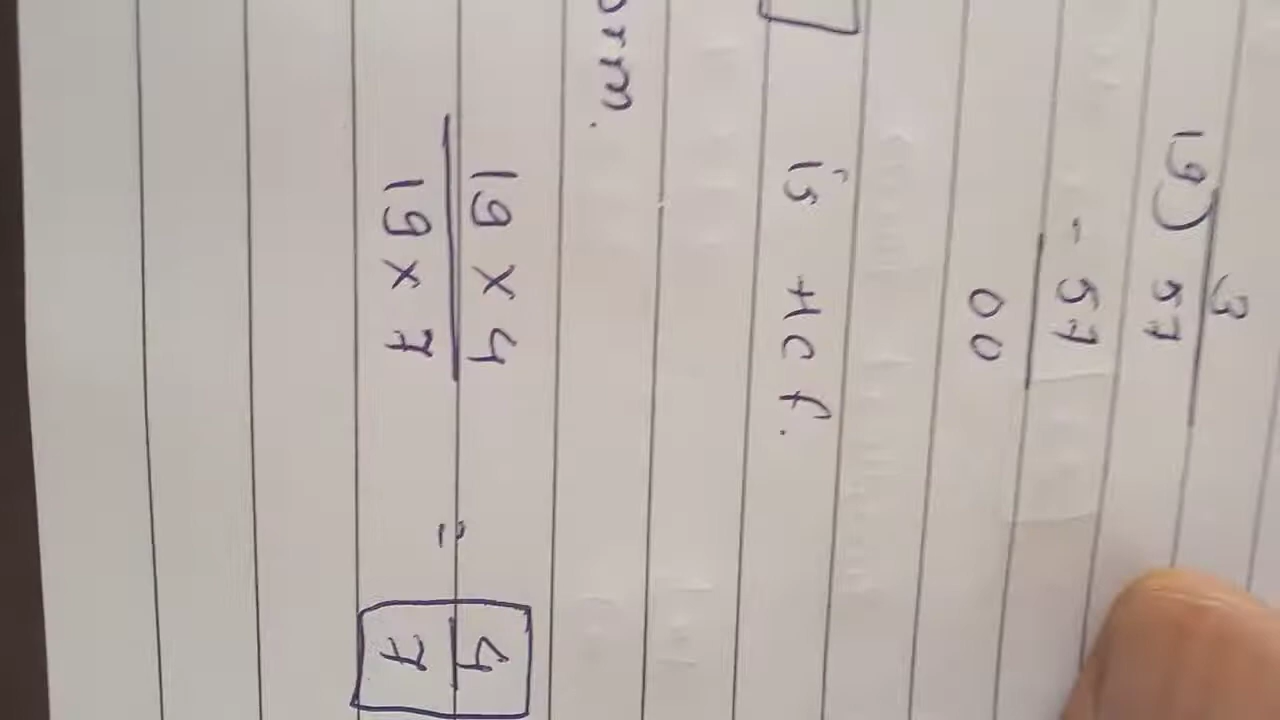 3
19) 57
- 57
00
is HCf.
orm.
19 x 4
19 x 7
=
4
7